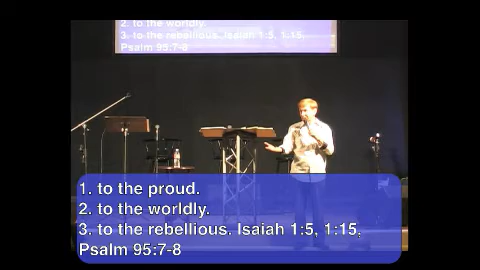 2. to the worldly.
3. to the rebellious. Isaiah 1:5, 1:15,
Psalm 95:7-8
1. to the proud.
2. to the worldly.
3. to the rebellious. Isaiah 1:5, 1:15,
Psalm 95:7-8